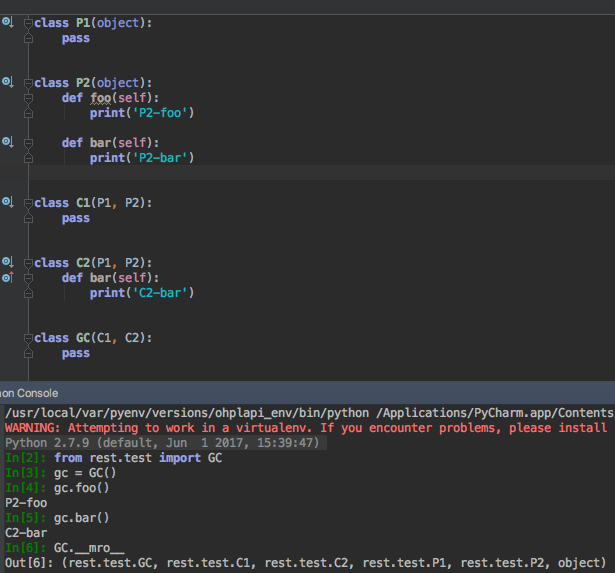 class P1(object):
    pass
class P2(object):
    def foo(self):
        print('P2-foo')
    def bar(self):
        print('P2-bar')
class C1(P1, P2):
    pass
class C2(P1, P2):
    def bar(self):
        print('C2-bar')
class GC(C1, C2):
    pass
on Console
/usr/local/var/pyenv/versions/ohplapi_env/bin/python /Applications/PyCharm.app/Contents
WARNING: Attempting to work in a virtualenv. If you encounter problems, please install
Python 2.7.9 (default, Jun  1 2017, 15:39:47)
In[2]: from rest.test import GC
In[3]: gc = GC()
In[4]: gc.foo()
P2-foo
In[5]: gc.bar()
C2-bar
In[6]: GC.__mro__
Out[6]: (rest.test.GC, rest.test.C1, rest.test.C2, rest.test.P1, rest.test.P2, object)